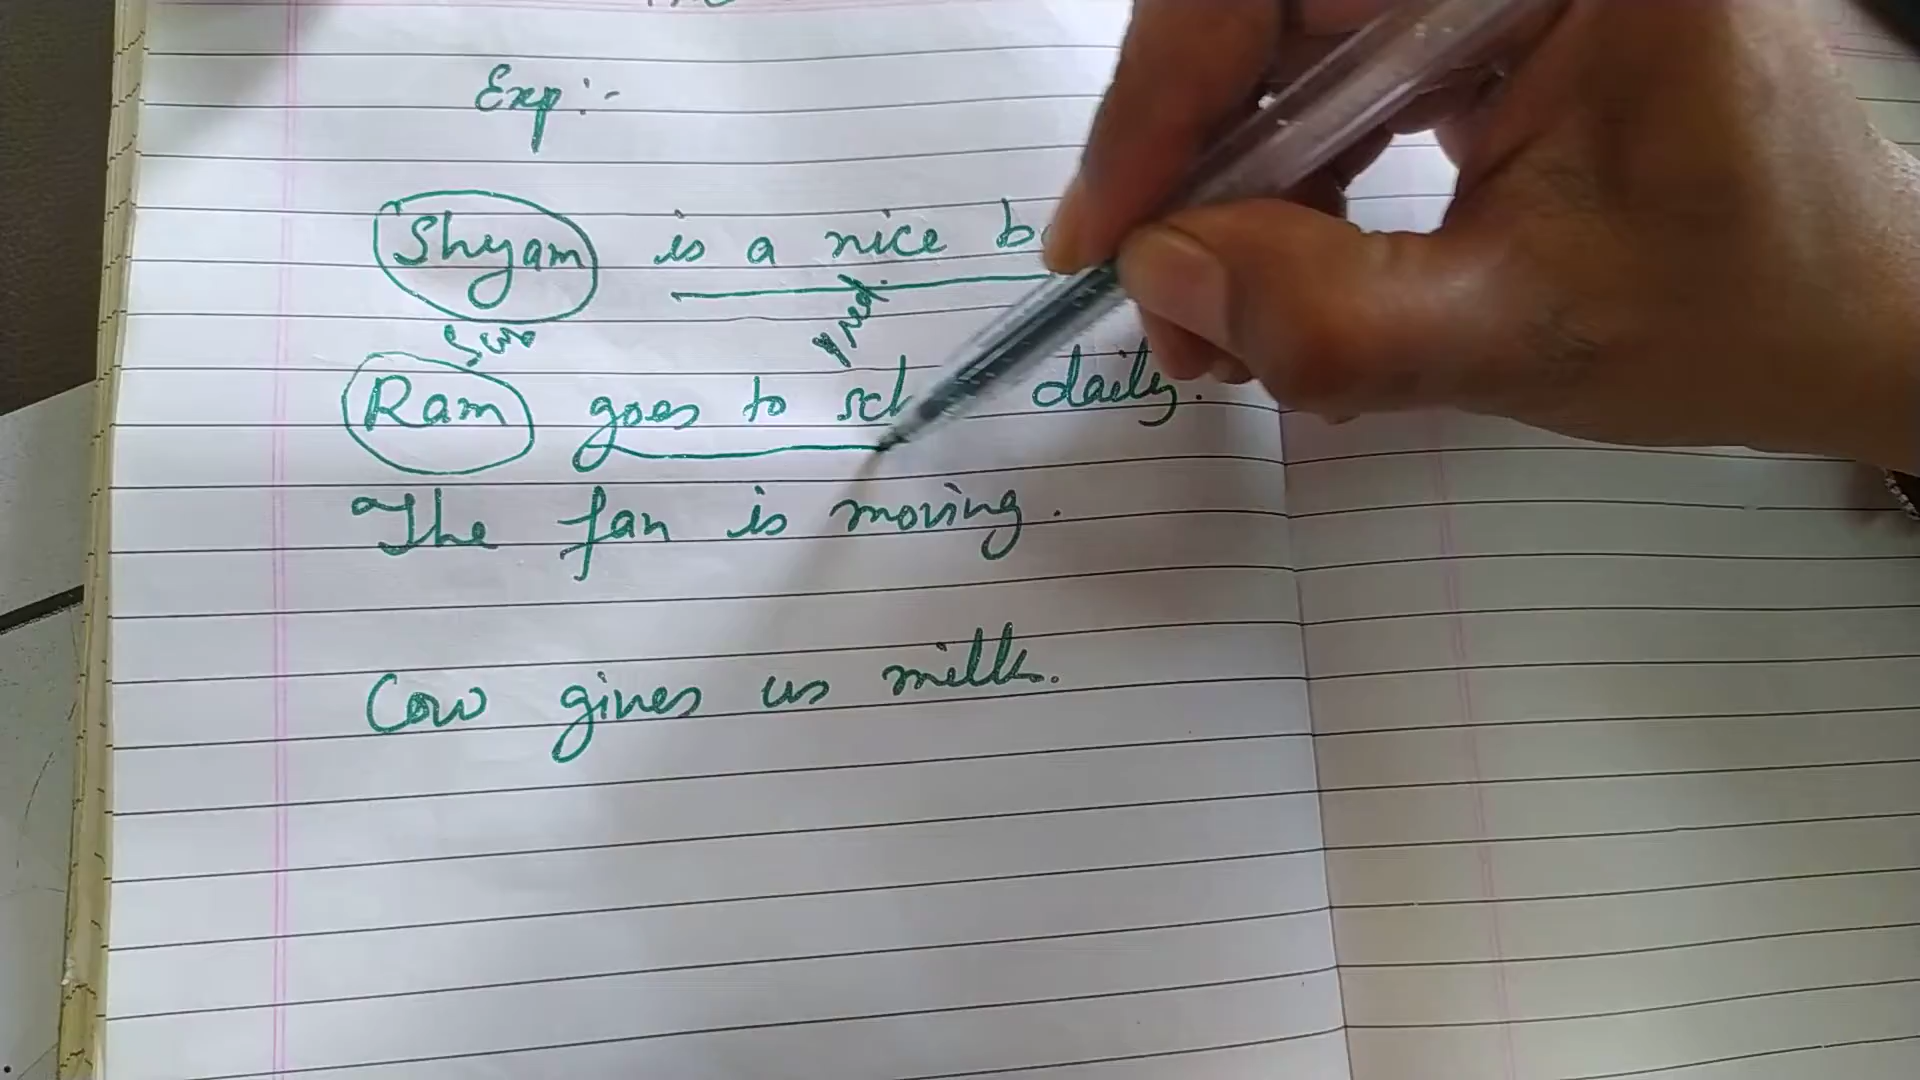 Exp:-
Shyam is a nice
Sub
Pred.
Ram goes to daily.
The fan is moving.
Cow gives us milk.